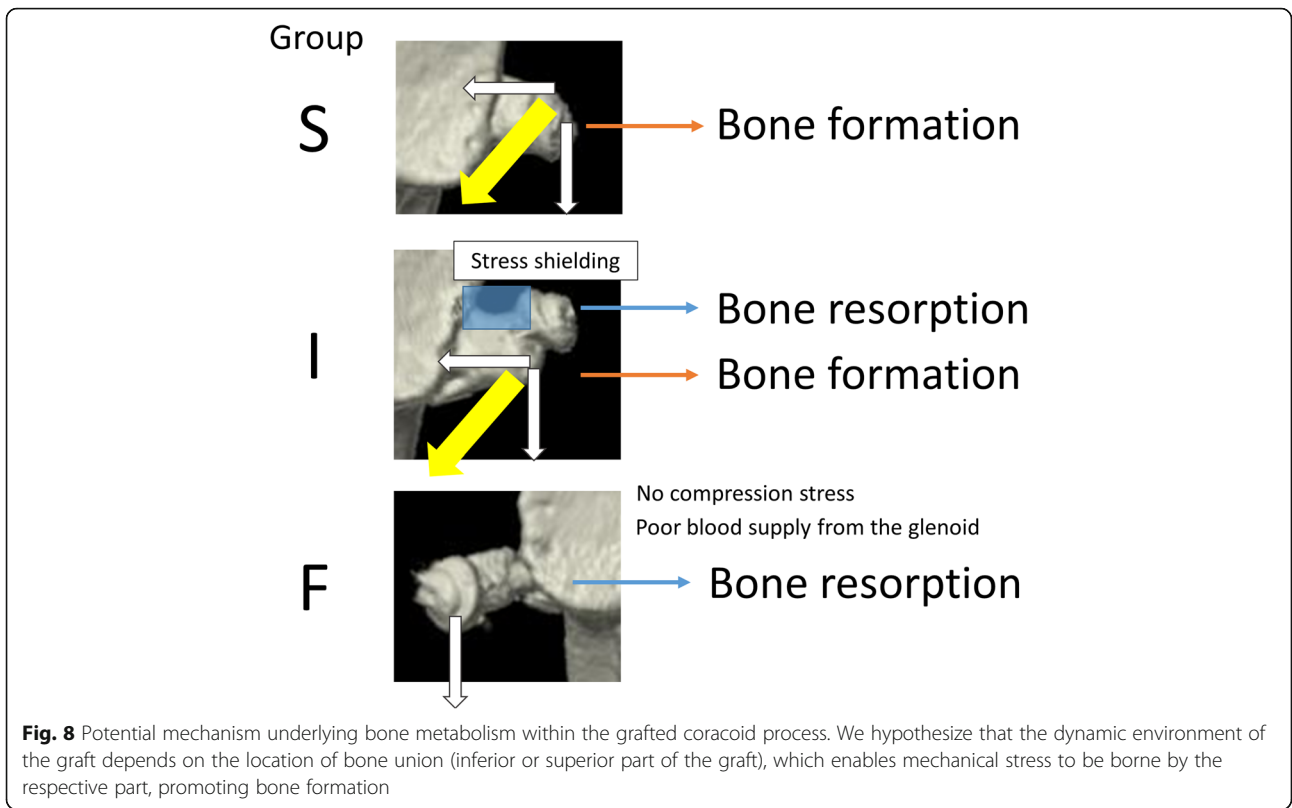 Group
S
Bone formation
Stress shielding
Bone resorption
I
Bone formation
No compression stress
Poor blood supply from the glenoid
F
Bone resorption
Fig. 8 Potential mechanism underlying bone metabolism within the grafted coracoid process. We hypothesize that the dynamic environment of
the graft depends on the location of bone union (inferior or superior part of the graft), which enables mechanical stress to be borne by the
respective part, promoting bone formation